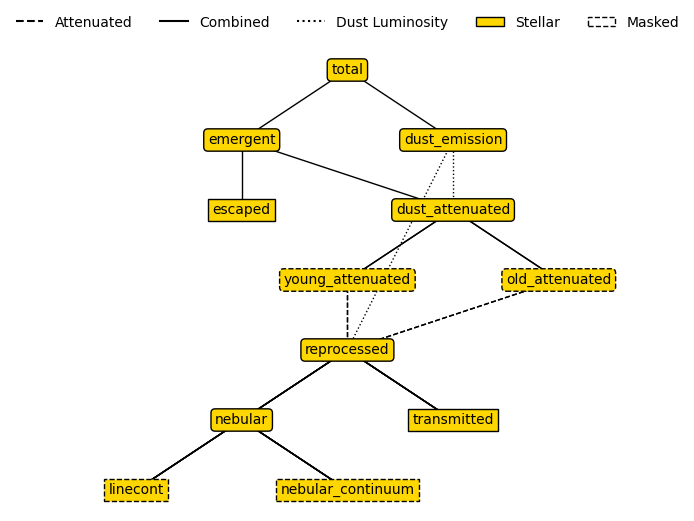 Attenuated Combined Dust Luminosity Stellar Masked
total
emergent dust_emission
escaped dust_attenuated
young_attenuated old_attenuated
reprocessed
nebular transmitted
linecont nebular_continuum